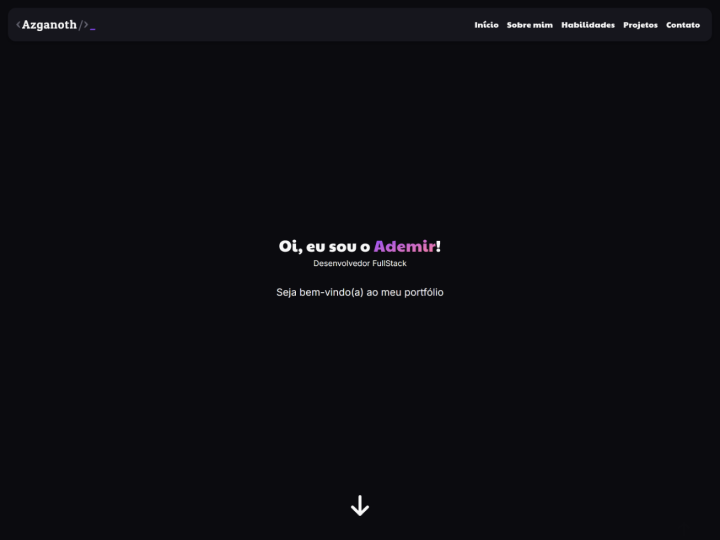 <Azganoth/>_
Início Sobre mim Habilidades Projetos Contato
Oi, eu sou o Ademir!
Desenvolvedor FullStack
Seja bem-vindo(a) ao meu portfólio